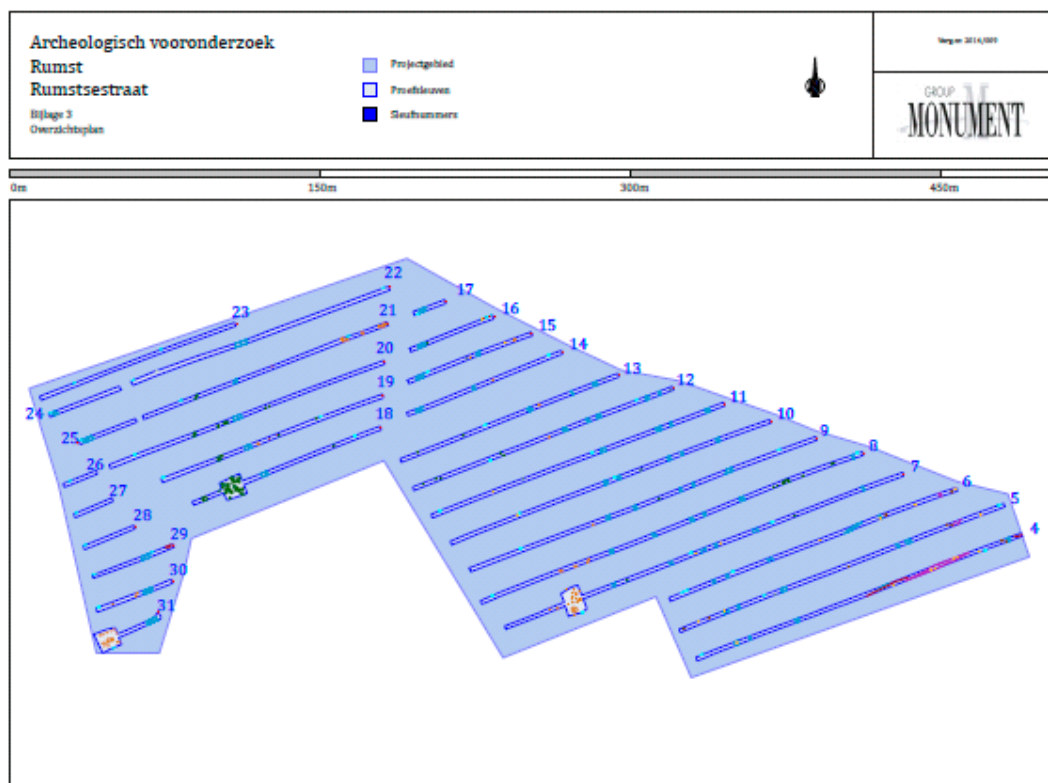 Archeologisch vooronderzoek
Rumst
Rumstsestraat
Bijlage 3
Overzichtsplan
Projectgebied
Proefsleuven
Sleufnummers
GROUP
MONUMENT
0m 150m 300m 450m
22
17
23
16
21
15
14
20
13
12
19
11
24
18
10
25
9
8
26
7
6
27
5
28
4
29
30
31